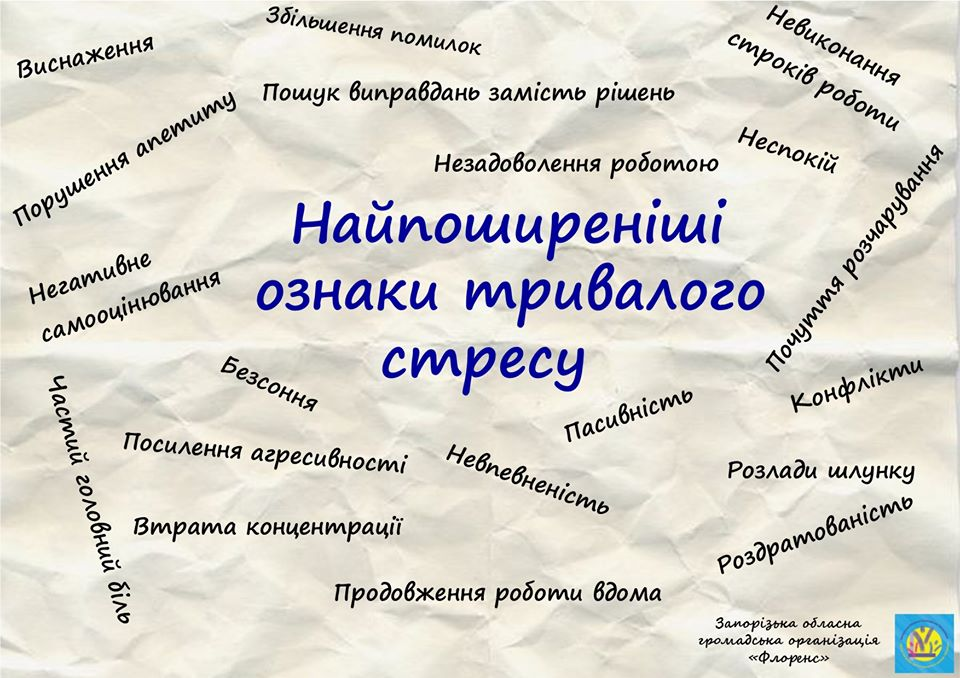 Виснаження
Збільшення помилок
Невиконання
строків роботи
Пошук виправдань замість рішень
Порушення апетиту
Незадоволення роботою
Неспокій
Найпоширеніші
ознаки тривалого
стресу
Почуття розчарування
Негативне
самооцінювання
Безсоння
Частий головний біль
Пасивність
Конфлікти
Посилення агресивності
Невпевненість
Розлади шлунку
Втрата концентрації
Роздратованість
Продовження роботи вдома
Запорізька обласна
громадська організація
«Флоренс»